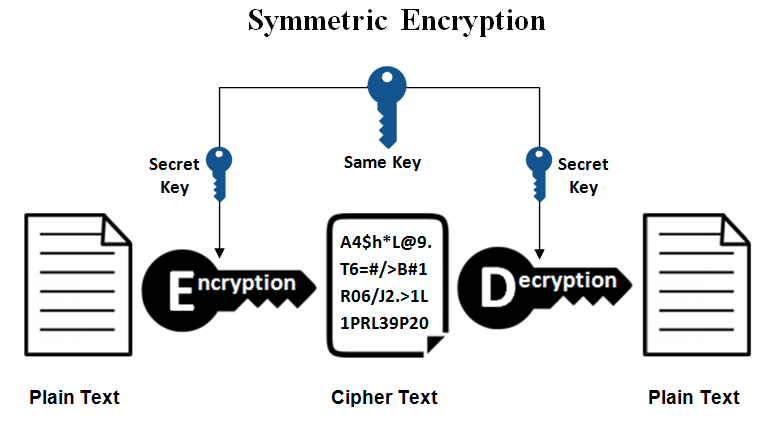 Symmetric Encryption
Same Key
Secret
Key
Secret
Key
Encryption
A4$h*L@9.
T6=#/>B#1
R06/J2.>1L
1PRL39P20
Decryption
Plain Text
Cipher Text
Plain Text